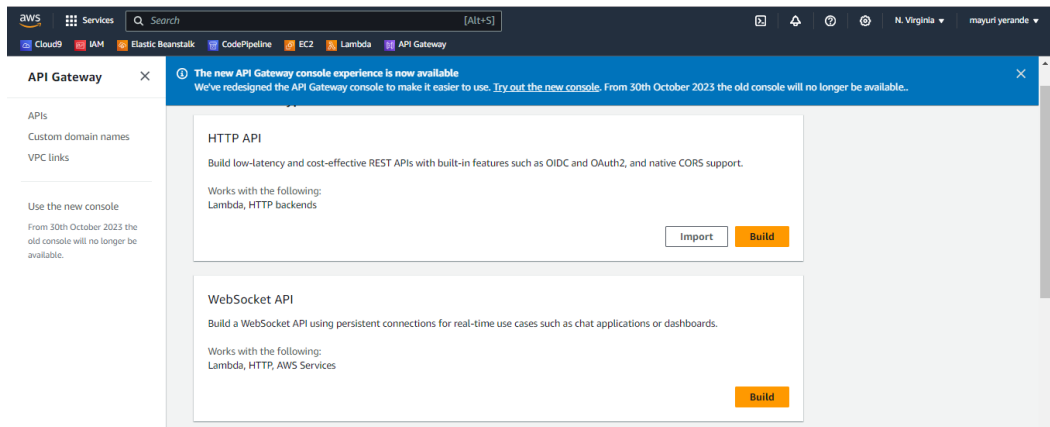 aws Services Search [Alt+S] N. Virginia mayuri yerande
Cloud9 IAM Elastic Beanstalk CodePipeline EC2 Lambda API Gateway
API Gateway
APIs
Custom domain names
VPC links
Use the new console
From 30th October 2023 the
old console will no longer be
available.
The new API Gateway console experience is now available
We've redesigned the API Gateway console to make it easier to use. Try out the new console. From 30th October 2023 the old console will no longer be available..
HTTP API
Build low-latency and cost-effective REST APIs with built-in features such as OIDC and OAuth2, and native CORS support.
Works with the following:
Lambda, HTTP backends
Import Build
WebSocket API
Build a WebSocket API using persistent connections for real-time use cases such as chat applications or dashboards.
Works with the following:
Lambda, HTTP, AWS Services
Build